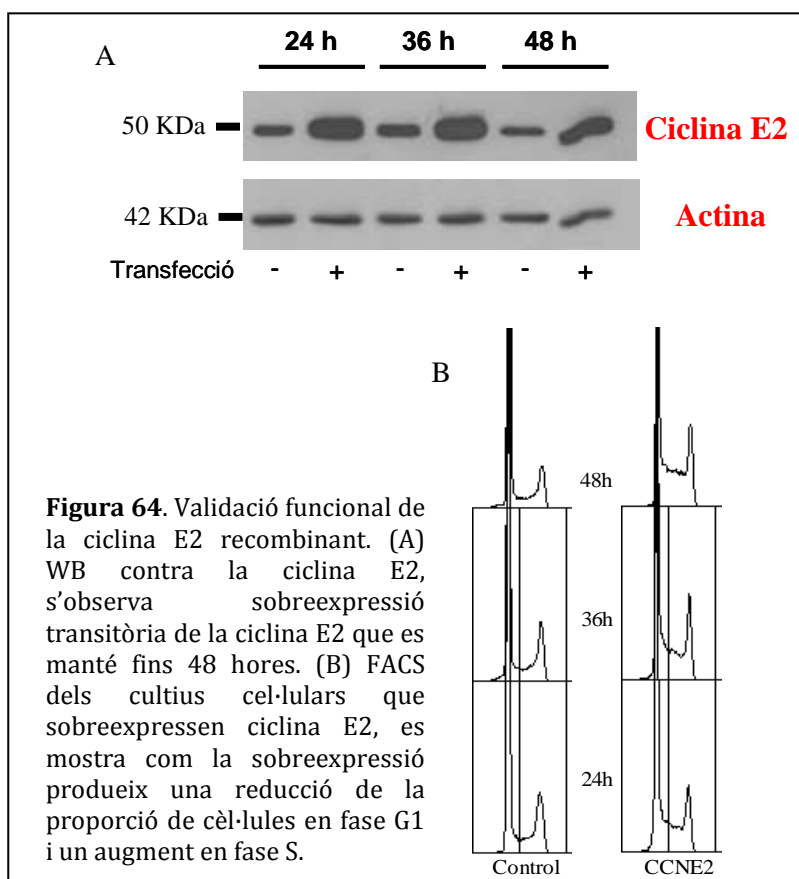 A
24 h 36 h 48 h
50 KDa
Ciclina E2
42 KDa
Actina
Transfecció - + - + - +
B
48h
36h
24h
Control CCNE2
Figura 64. Validació funcional de
la ciclina E2 recombinant. (A)
WB contra la ciclina E2,
s’observa sobreexpressió
transitòria de la ciclina E2 que es
manté fins 48 hores. (B) FACS
dels cultius cel·lulars que
sobreexpressen ciclina E2, es
mostra com la sobreexpressió
produeix una reducció de la
proporció de cèl·lules en fase G1
i un augment en fase S.